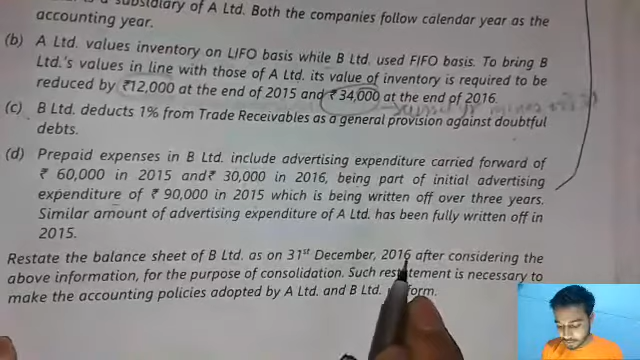 subsidiary of A Ltd. Both the companies follow calendar year as the
accounting year.
(b) A Ltd. values inventory on LIFO basis while B Ltd. used FIFO basis. To bring B
Ltd.'s values in line with those of A Ltd. its value of inventory is required to be
reduced by ₹12,000 at the end of 2015 and ₹ 34,000 at the end of 2016.
(c) B Ltd. deducts 1% from Trade Receivables as a general provision against doubtful
debts.
(d) Prepaid expenses in B Ltd. include advertising expenditure carried forward of
₹ 60,000 in 2015 and ₹ 30,000 in 2016, being part of initial advertising
expenditure of ₹ 90,000 in 2015 which is being written off over three years.
Similar amount of advertising expenditure of A Ltd. has been fully written off in
2015.
Restate the balance sheet of B Ltd. as on 31st December, 2016 after considering the
above information, for the purpose of consolidation. Such restatement is necessary to
make the accounting policies adopted by A Ltd. and B Ltd.